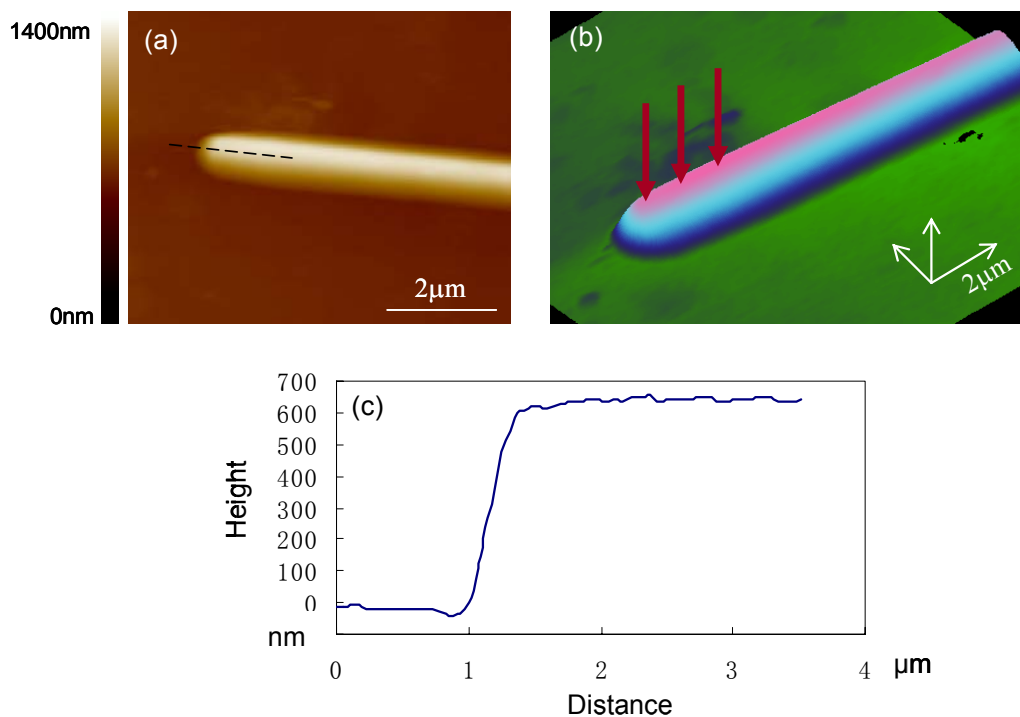 1400nm
0nm
(a)
2μm
(b)
2μm
(c)
700
600
500
400
300
200
100
0
nm
Height
0 1 2 3 4 μm
Distance